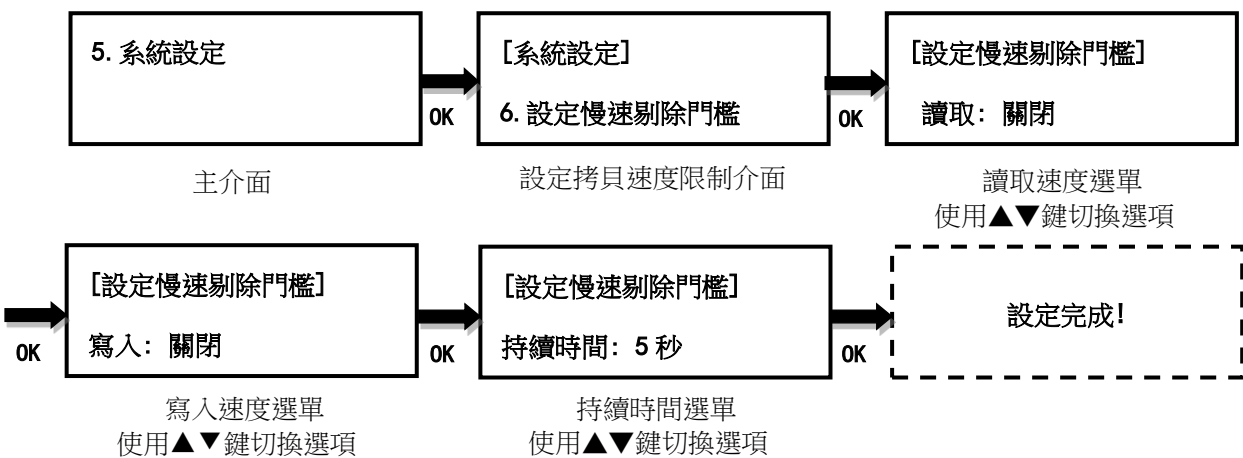 5.系統設定
OK
[系統設定]
6.設定慢速剔除門檻
OK
[設定慢速剔除門檻]
讀取: 關閉
主介面
設定拷貝速度限制介面
讀取速度選單
使用▲▼鍵切換選項
OK
[設定慢速剔除門檻]
寫入: 關閉
OK
[設定慢速剔除門檻]
持續時間: 5秒
OK
設定完成!
寫入速度選單
使用▲▼鍵切換選項
持續時間選單
使用▲▼鍵切換選項